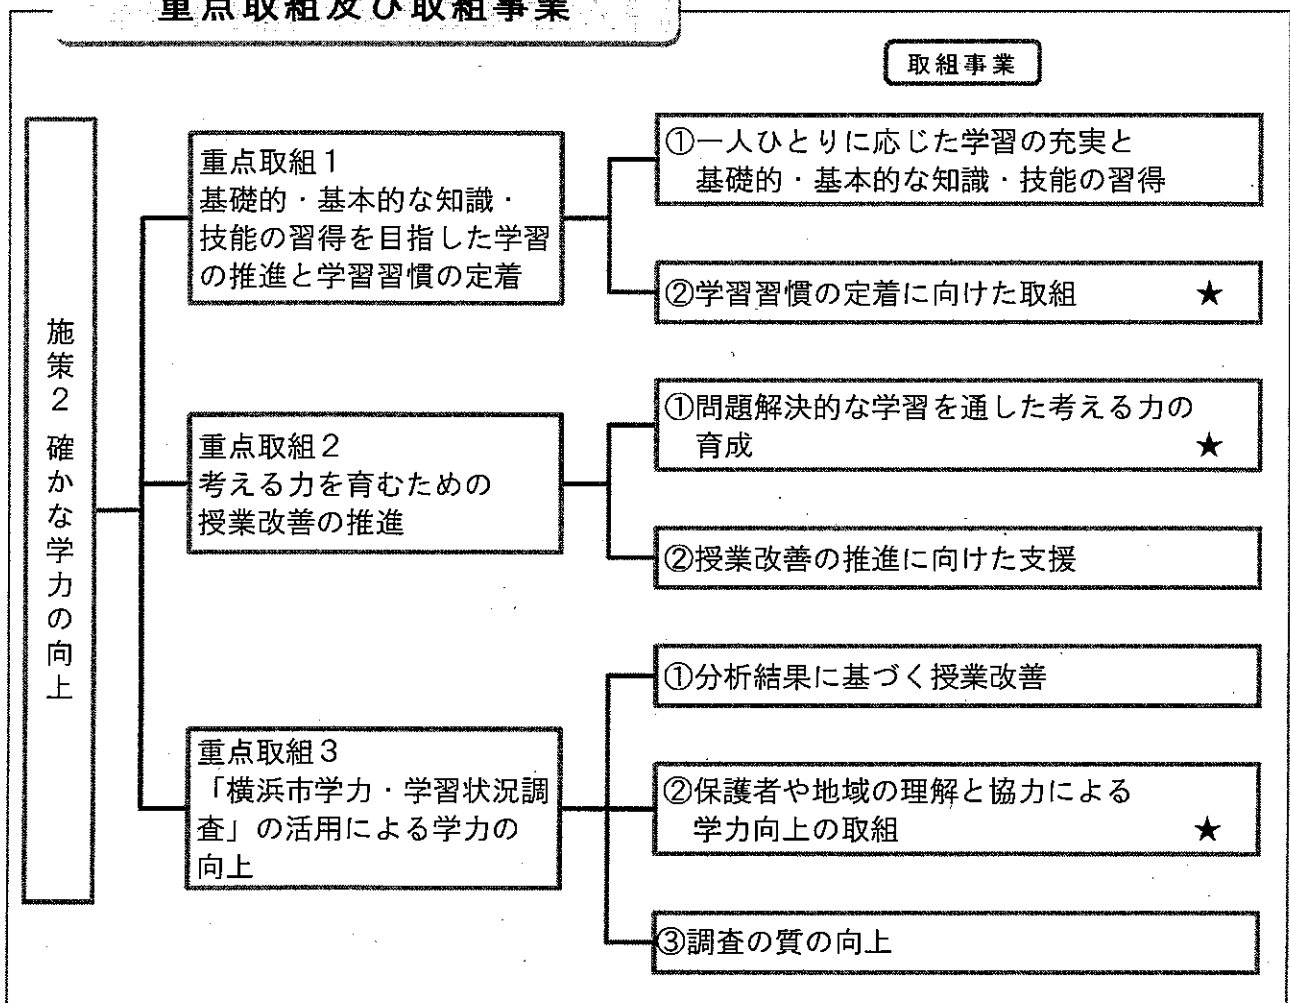 重点取組及び取組事業
取組事業
施策２ 確かな学力の向上
重点取組１
基礎的・基本的な知識・
技能の習得を目指した学習
の推進と学習習慣の定着
①一人ひとりに応じた学習の充実と
基礎的・基本的な知識・技能の習得
②学習習慣の定着に向けた取組 ★
重点取組２
考える力を育むための
授業改善の推進
①問題解決的な学習を通した考える力の
育成 ★
②授業改善の推進に向けた支援
重点取組３
「横浜市学力・学習状況調
査」の活用による学力の
向上
①分析結果に基づく授業改善
②保護者や地域の理解と協力による
学力向上の取組 ★
③調査の質の向上